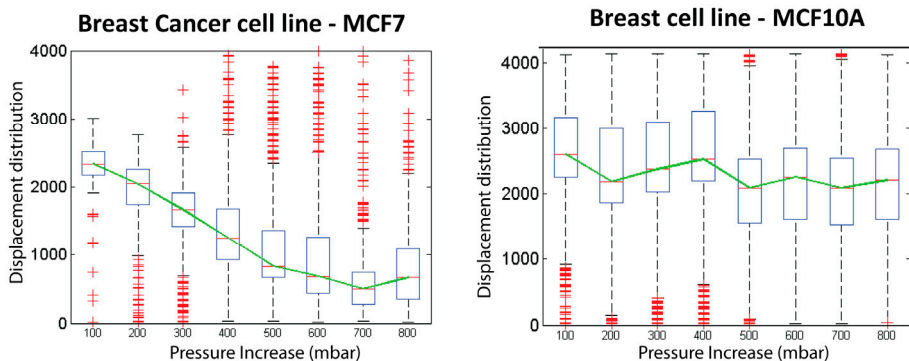 Breast Cancer cell line - MCF7
Displacement distribution
4000
3000
2000
1000
0
100 200 300 400 500 600 700 800
Pressure Increase (mbar)
Breast cell line - MCF10A
Displacement distribution
4000
3000
2000
1000
0
100 200 300 400 500 600 700 800
Pressure Increase (mbar)